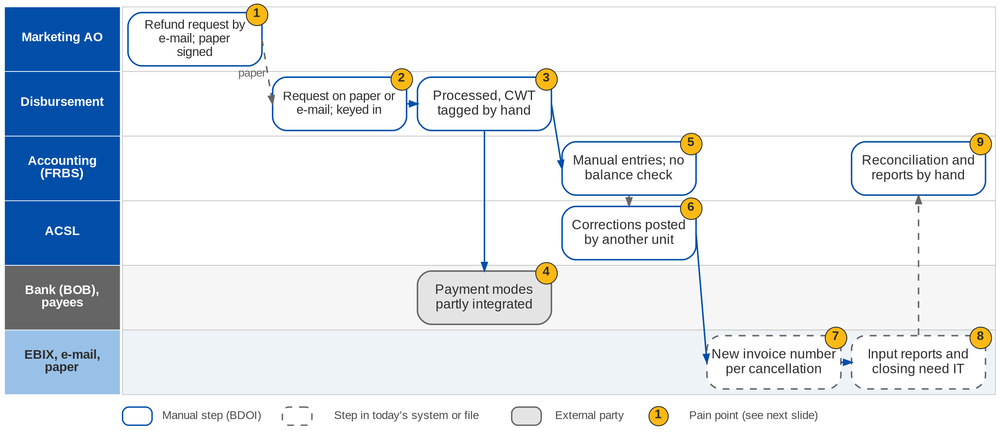 Marketing AO
1
Refund request by
e-mail; paper
signed
paper
Disbursement
2
Request on paper or
e-mail; keyed in
3
Processed, CWT
tagged by hand
Accounting
(FRBS)
5
Manual entries; no
balance check
9
Reconciliation and
reports by hand
ACSL
6
Corrections posted
by another unit
Bank (BOB),
payees
4
Payment modes
partly integrated
EBIX, e-mail,
paper
7
New invoice number
per cancellation
8
Input reports and
closing need IT
Manual step (BDOI)
Step in today's system or file
External party
1
Pain point (see next slide)